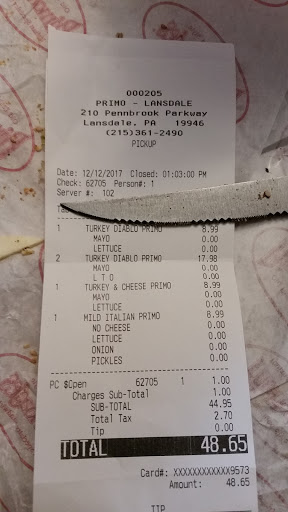 000205
PRIMO - LANSDALE
210 Pennbrook Parkway
Lansdale, PA 19946
(215)361-2490
PICKUP
Date: 12/12/2017 Closed: 01:03:00 PM
Check: 62705 Person#: 1
Server #: 102
1 TURKEY DIABLO PRIMO 8.99
MAYO 0.00
LETTUCE 0.00
2 TURKEY DIABLO PRIMO 17.98
MAYO 0.00
L T O 0.00
1 TURKEY & CHEESE PRIMO 8.99
MAYO 0.00
LETTUCE 0.00
1 MILD ITALIAN PRIMO 8.99
NO CHEESE 0.00
LETTUCE 0.00
ONION 0.00
PICKLES 0.00
PC $Open 62705 1 1.00
Charges Sub-Total 1.00
SUB-TOTAL 44.95
Total Tax 2.70
Tip 0.00
TOTAL 48.65
Card#: XXXXXXXXXXXX9573
Amount: 48.65
TIP